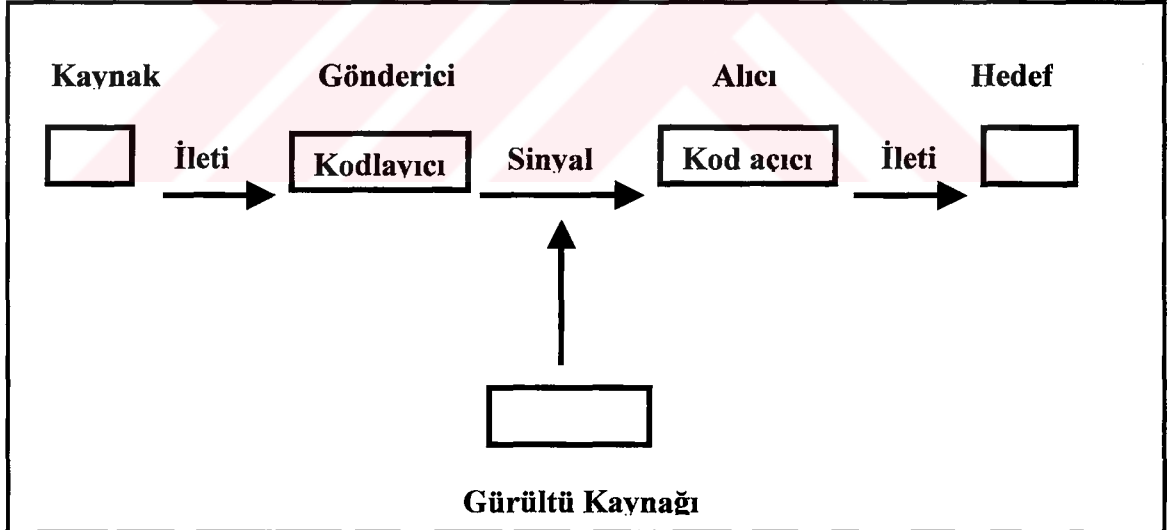 Kaynak Gönderici Alıcı Hedef
İleti Kodlayıcı Sinyal Kod açıcı İleti
Gürültü Kaynağı